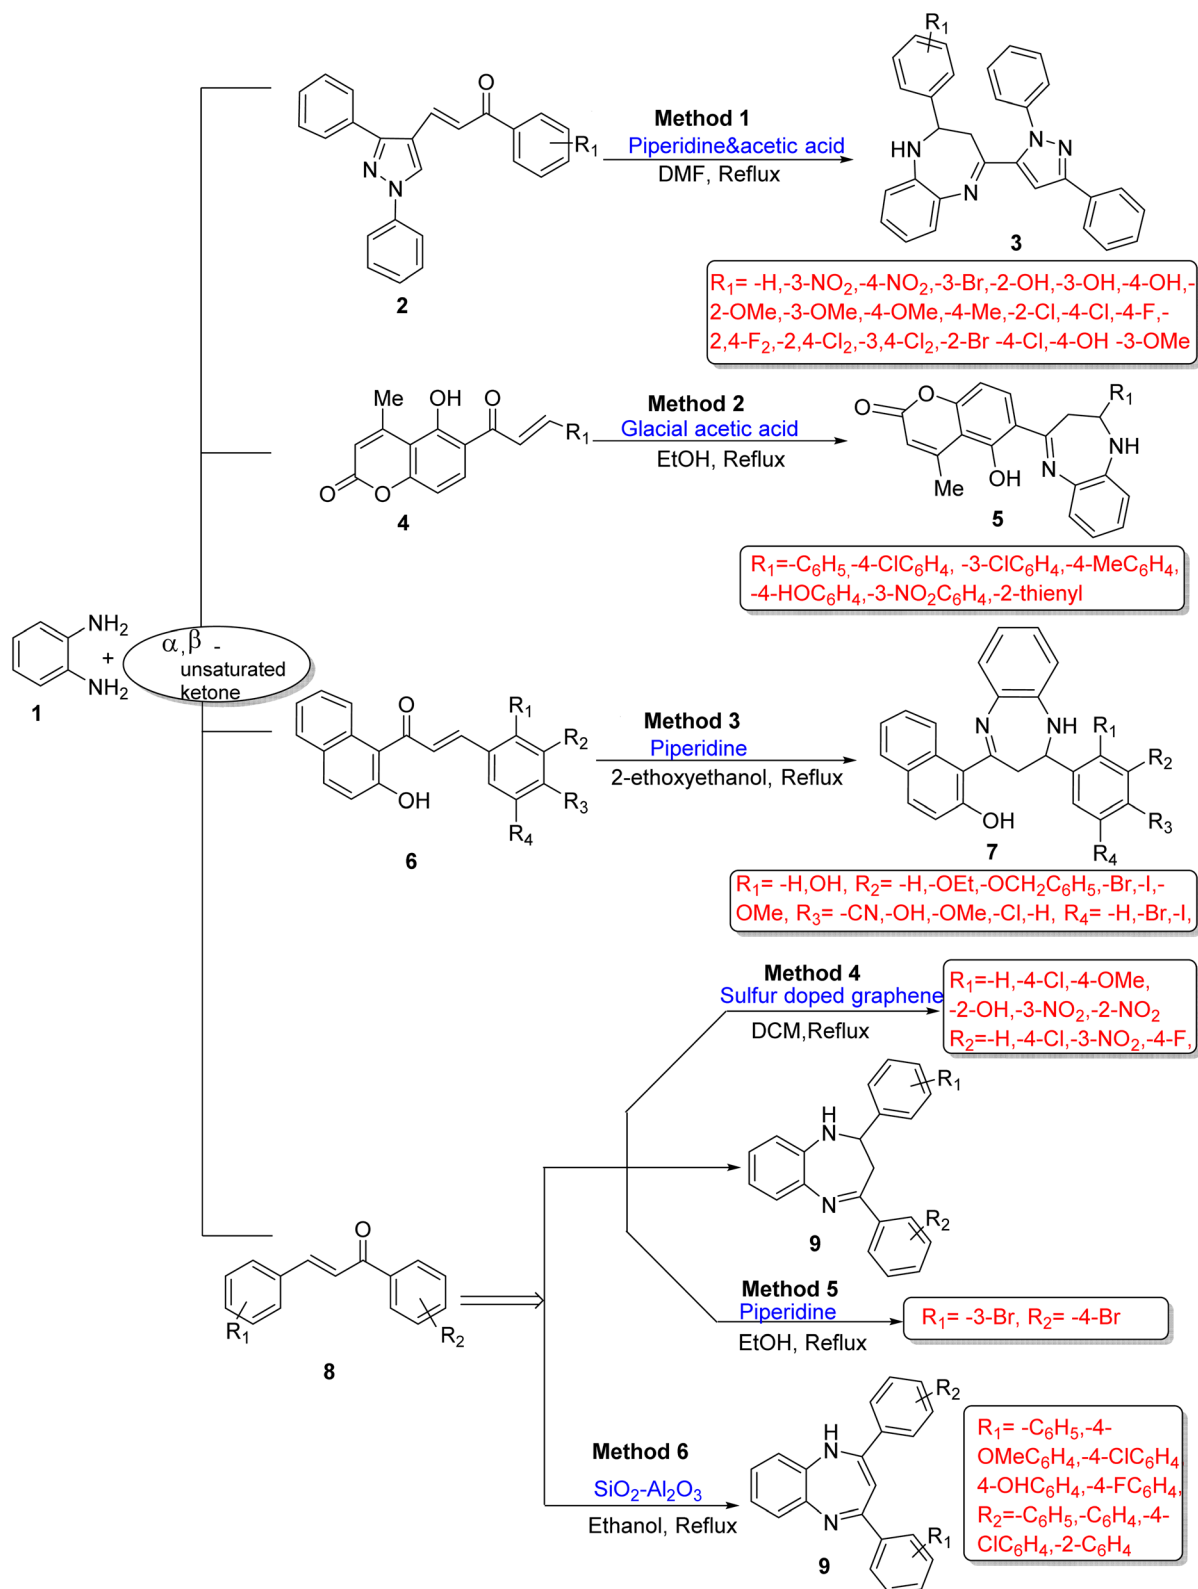 R1
O
R1
N
N
Method 1
Piperidine&acetic acid
DMF, Reflux
HN
N
N
N
2
3
R1= -H,-3-NO2,-4-NO2,-3-Br,-2-OH,-3-OH,-4-OH,-
2-OMe,-3-OMe,-4-OMe,-4-Me,-2-Cl,-4-Cl,-4-F,-
2,4-F2,-2,4-Cl2,-3,4-Cl2,-2-Br -4-Cl,-4-OH -3-OMe
Me
OH
O
R1
O
O
4
Method 2
Glacial acetic acid
EtOH, Reflux
O
O
R1
NH
N
OH
Me
5
R1=-C6H5,-4-ClC6H4, -3-ClC6H4,-4-MeC6H4,
-4-HOC6H4,-3-NO2C6H4,-2-thienyl
NH2
NH2
1
+
α,β -
unsaturated
ketone
O
R1
R2
R3
R4
OH
6
Method 3
Piperidine
2-ethoxyethanol, Reflux
N
NH
R1
R2
R3
R4
OH
7
R1= -H,OH, R2= -H,-OEt,-OCH2C6H5,-Br,-I,-
OMe, R3= -CN,-OH,-OMe,-Cl,-H, R4= -H,-Br,-I,
Method 4
Sulfur doped graphene
DCM,Reflux
R1=-H,-4-Cl,-4-OMe,
-2-OH,-3-NO2,-2-NO2
R2=-H,-4-Cl,-3-NO2,-4-F,
R1
H
N
N
R2
9
O
R1
R2
8
Method 5
Piperidine
EtOH, Reflux
R1= -3-Br, R2= -4-Br
Method 6
SiO2-Al2O3
Ethanol, Reflux
R2
H
N
N
R1
9
R1= -C6H5,-4-
OMeC6H4,-4-ClC6H4,
4-OHC6H4,-4-FC6H4,
R2=-C6H5,-C6H4,-4-
ClC6H4,-2-C6H4